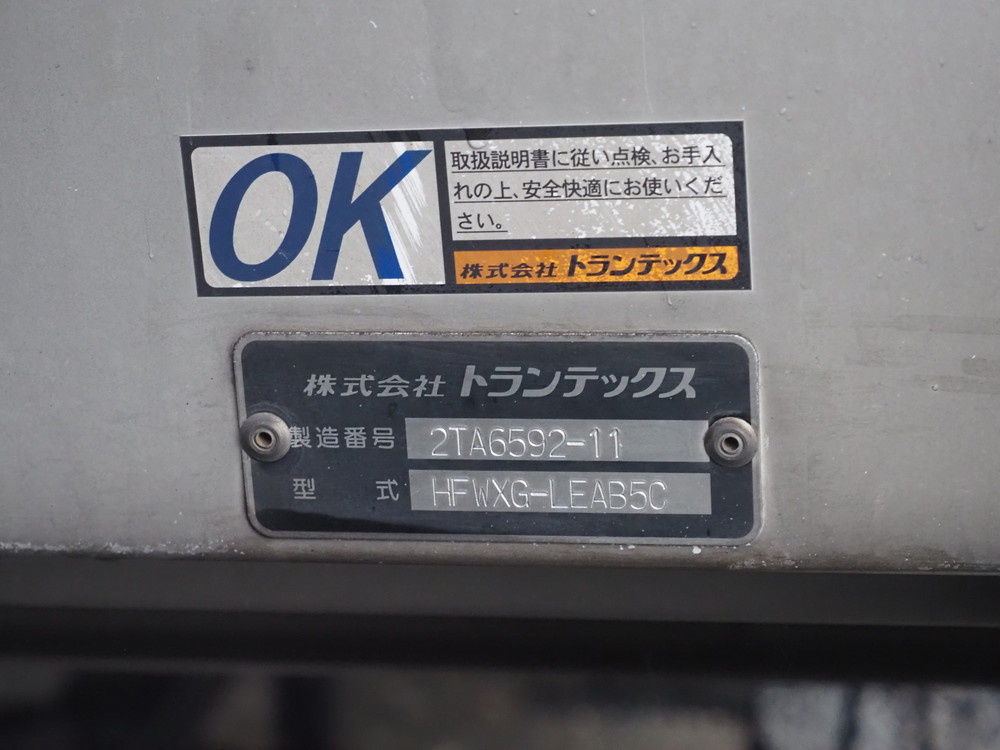 OK
取扱説明書に従い点検、お手入
れの上、安全快適にお使いくだ
さい。
株式会社 トランテックス
株式会社 トランテックス
製造番号 2TA6592-11
型式 HFWXG-LEAB5C